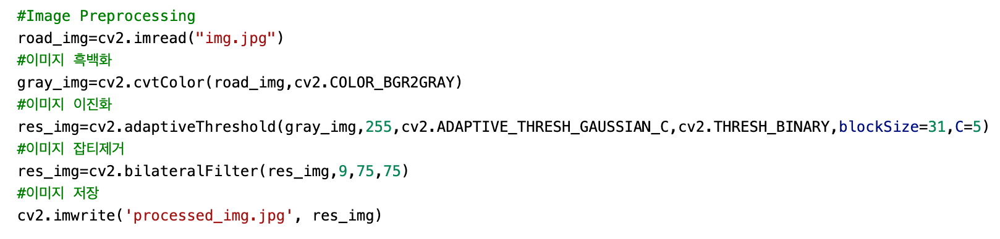 #Image Preprocessing
road_img=cv2.imread("img.jpg")
#이미지 흑백화
gray_img=cv2.cvtColor(road_img,cv2.COLOR_BGR2GRAY)
#이미지 이진화
res_img=cv2.adaptiveThreshold(gray_img,255,cv2.ADAPTIVE_THRESH_GAUSSIAN_C,cv2.THRESH_BINARY,blockSize=31,C=5)
#이미지 잡티제거
res_img=cv2.bilateralFilter(res_img,9,75,75)
#이미지 저장
cv2.imwrite('processed_img.jpg', res_img)